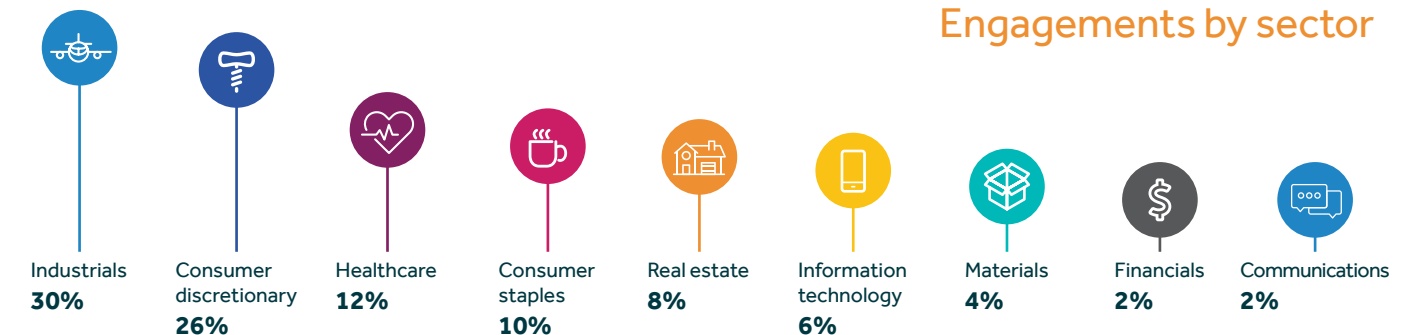 Engagements by sector
Industrials
30%
Consumer
discretionary
26%
Healthcare
12%
Consumer
staples
10%
Real estate
8%
Information
technology
6%
Materials
4%
Financials
2%
Communications
2%